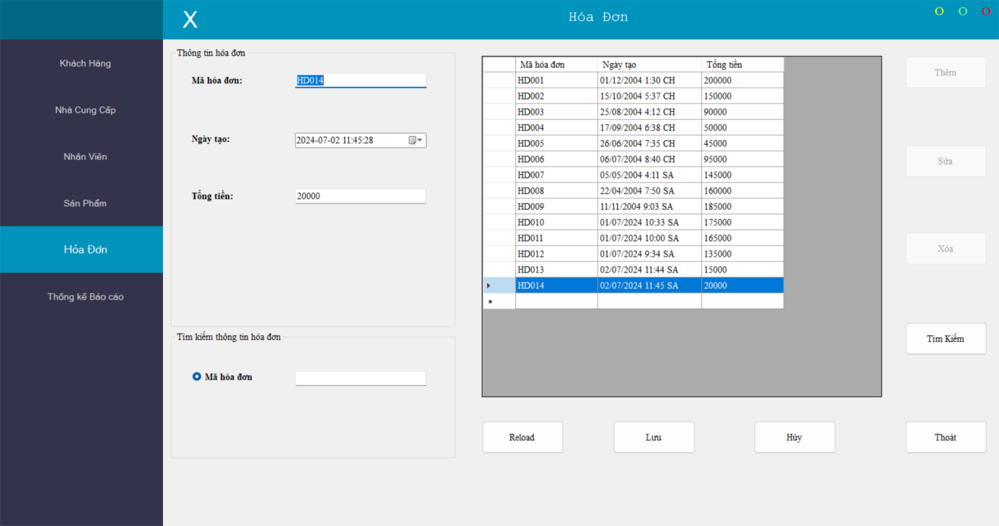 X
Hóa Đơn
O O O
Khách Hàng
Nhà Cung Cấp
Nhân Viên
Sản Phẩm
Hóa Đơn
Thống kế Báo cáo
Thông tin hóa đơn
Mã hóa đơn: HD014
Ngày tạo: 2024-07-02 11:45:28
Tổng tiền: 20000
Tìm kiếm thông tin hóa đơn
Mã hóa đơn
Mã hóa đơn Ngày tạo Tổng tiền
HD001 01/12/2004 1:30 CH 200000
HD002 15/10/2004 5:37 CH 150000
HD003 25/08/2004 4:12 CH 90000
HD004 17/09/2004 6:38 CH 50000
HD005 26/06/2004 7:35 CH 45000
HD006 06/07/2004 8:40 CH 95000
HD007 05/05/2004 4:11 SA 145000
HD008 22/04/2004 7:50 SA 160000
HD009 11/11/2004 9:03 SA 185000
HD010 01/07/2024 10:33 SA 175000
HD011 01/07/2024 10:00 SA 165000
HD012 01/07/2024 9:34 SA 135000
HD013 02/07/2024 11:44 SA 15000
HD014 02/07/2024 11:45 SA 20000
Thêm
Sửa
Xóa
Tìm Kiếm
Reload Lưu Hủy Thoát